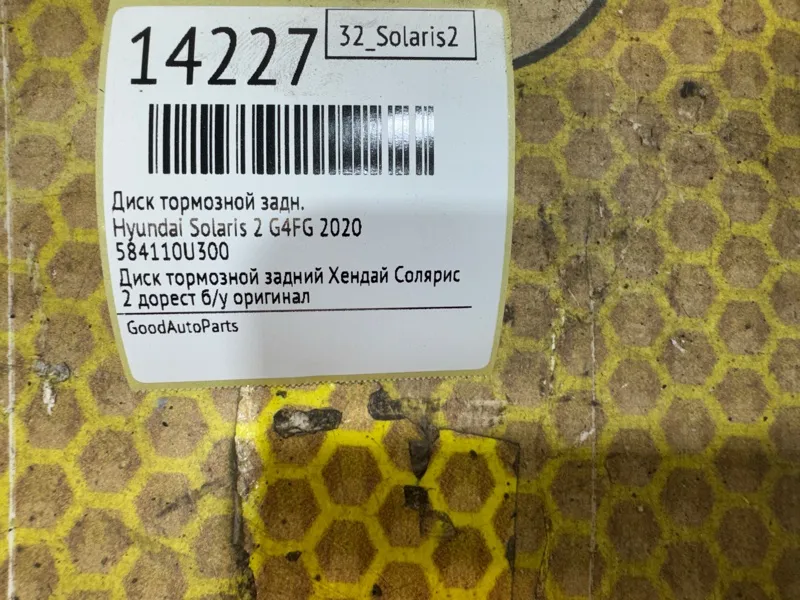 14227
32_Solaris2
Диск тормозной задн.
Hyundai Solaris 2 G4FG 2020
584110U300
Диск тормозной задний Хендай Солярис
2 дорест б/у оригинал
GoodAutoParts